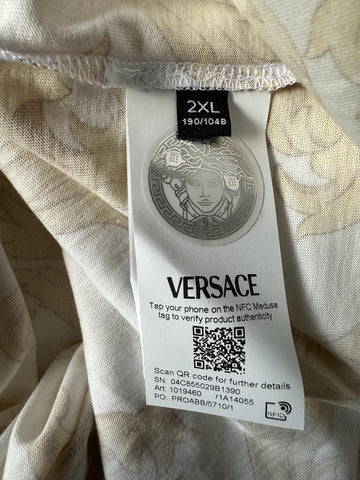 2XL
190/104B
VERSACE
Tap your phone on the NFC Medusa
tag to verify product authenticity
Scan QR code for further details
SN: 04C855029B1390
Art: 1019460 /1A14055
PO: PROABB/5710/1
RFID